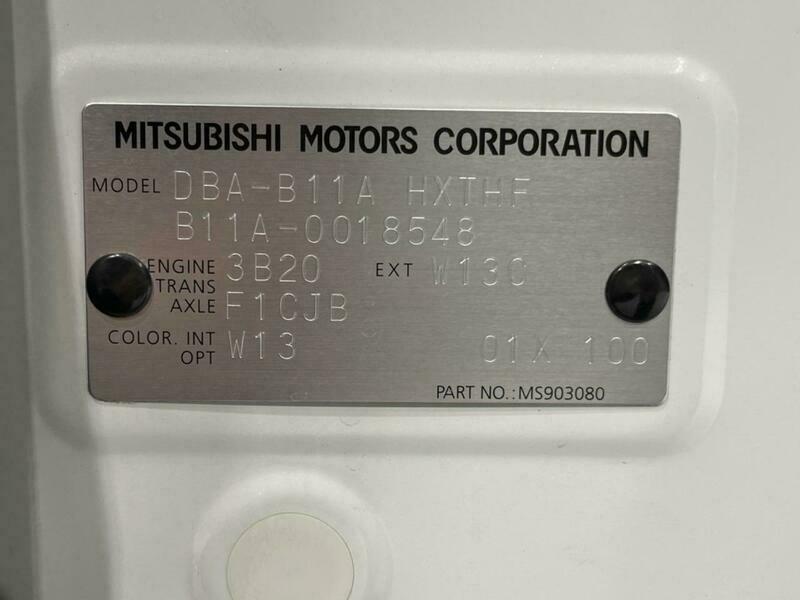 MITSUBISHI MOTORS CORPORATION
MODEL DBA-B11A HXTHF
B11A-0018548
ENGINE 3B20 EXT W13C
TRANS
AXLE F1CJB
COLOR. INT W13 01X 100
OPT
PART NO.: MS903080